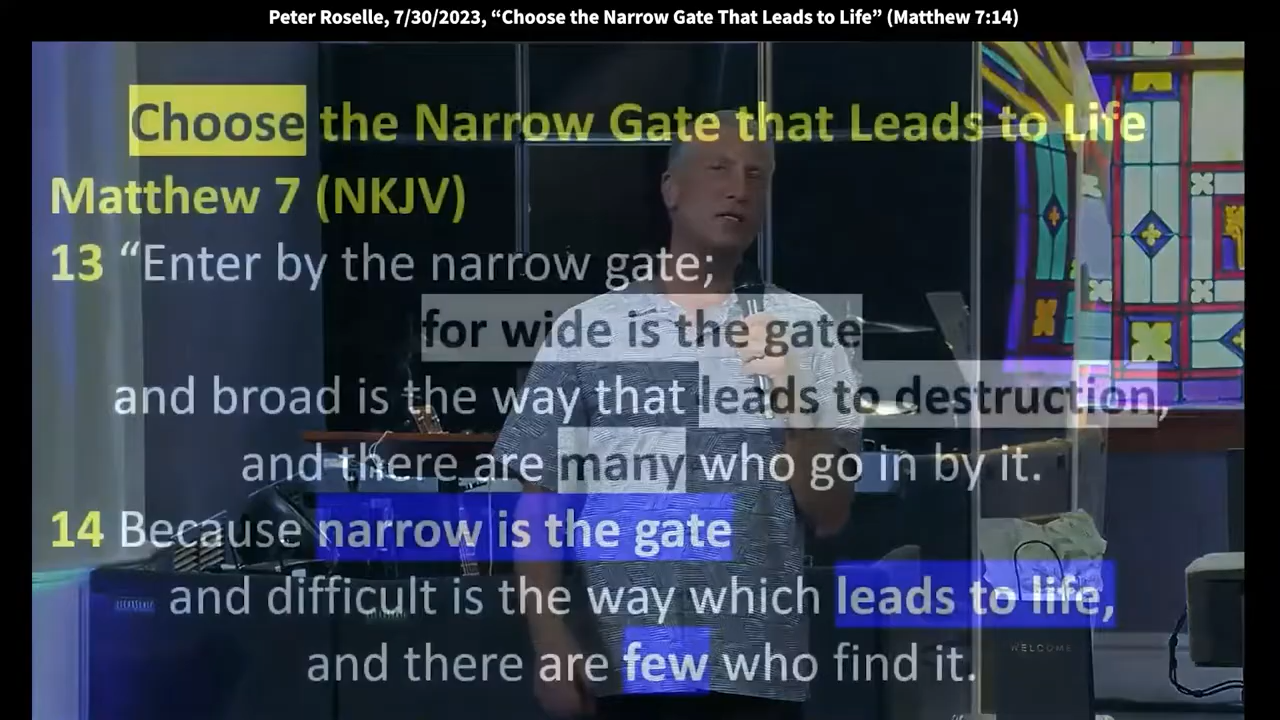 Peter Roselle, 7/30/2023, “Choose the Narrow Gate That Leads to Life” (Matthew 7:14)
Choose the Narrow Gate that Leads to Life
Matthew 7 (NKJV)
13 “Enter by the narrow gate;
for wide is the gate
and broad is the way that leads to destruction,
and there are many who go in by it.
14 Because narrow is the gate
and difficult is the way which leads to life,
and there are few who find it.
WELCOME